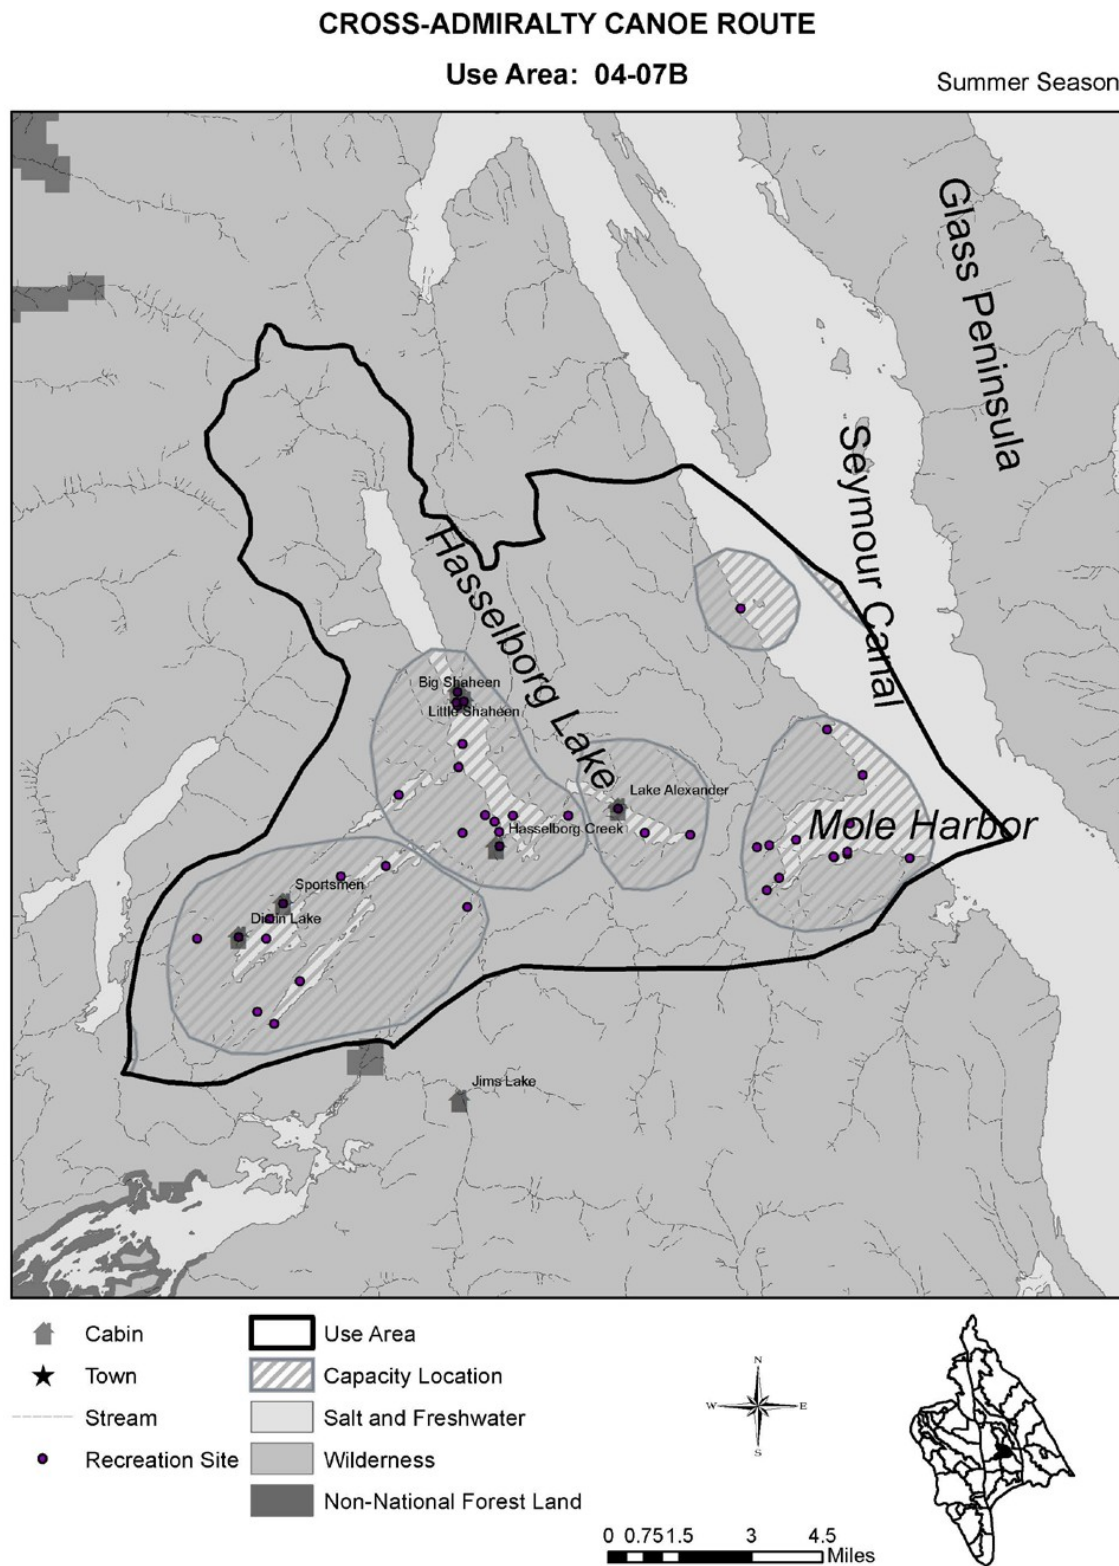 CROSS-ADMIRALTY CANOE ROUTE
Use Area: 04-07B
Summer Season
Glass Peninsula
Seymour Canal
Hasselborg Lake
Big Shaheen
Little Shaheen
Lake Alexander
Mole Harbor
Hasselborg Creek
Sportsmen
Distin Lake
Jims Lake
Cabin
Town
Stream
Recreation Site
Use Area
Capacity Location
Salt and Freshwater
Wilderness
Non-National Forest Land
N
W E
S
0 0.75 1.5 3 4.5
Miles